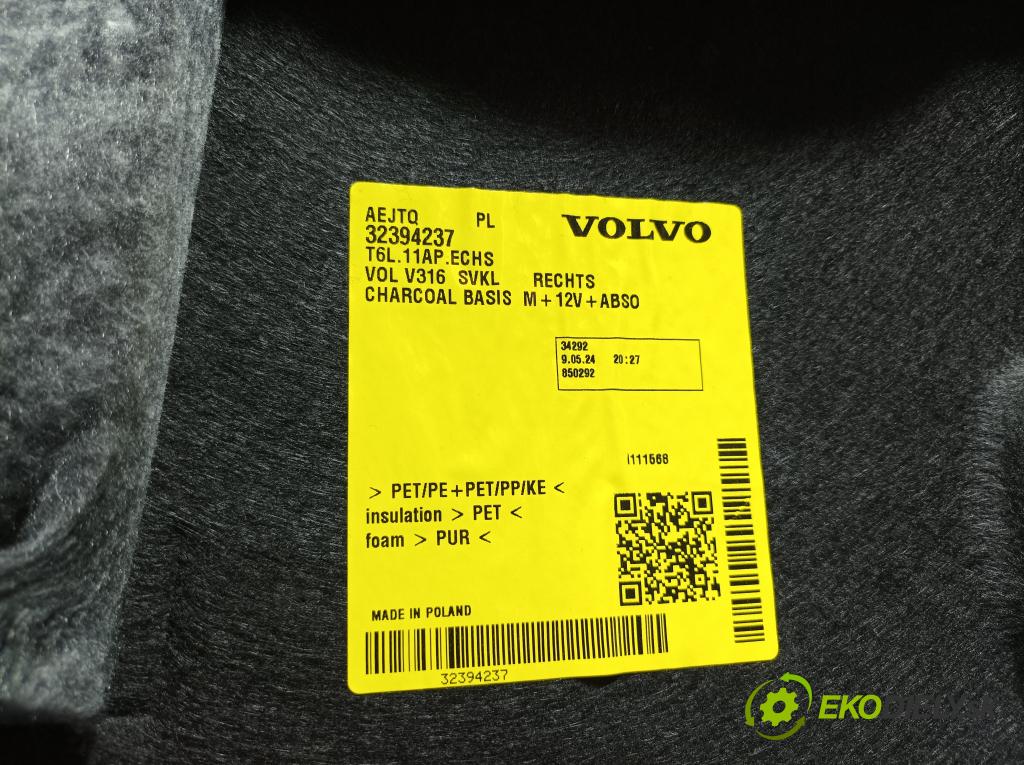 AEJTQ PL
VOLVO
32394237
T6L.11AP.ECHS
VOL V316 SVKL RECHTS
CHARCOAL BASIS M+12V+ABSO
34292
9.05.24 20:27
850292
i111568
> PET/PE+PET/PP/KE <
insulation > PET <
foam > PUR <
MADE IN POLAND
32394237
EKODIELY.SK